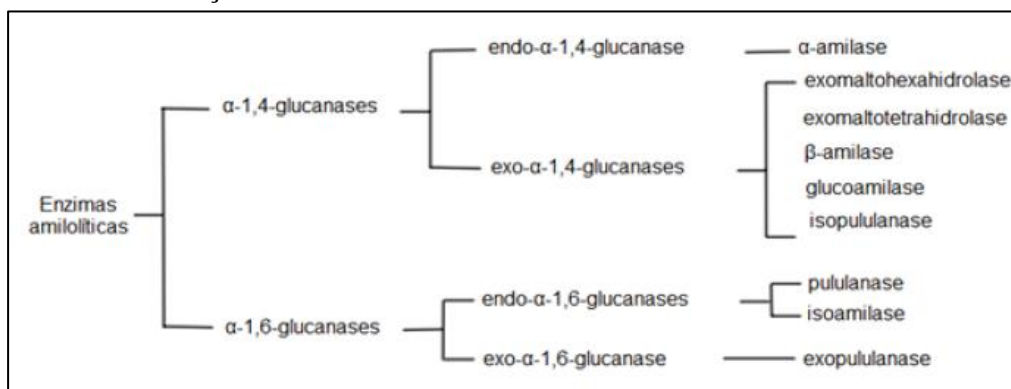 endo-α-1,4-glucanase
α-amilase
exomaltohexahidrolase
α-1,4-glucanases
exomaltotetrahidrolase
β-amilase
exo-α-1,4-glucanases
glucoamilase
Enzimas
amilolíticas
isopululanase
endo-α-1,6-glucanases
pululanase
isoamilase
α-1,6-glucanases
exo-α-1,6-glucanase
exopululanase